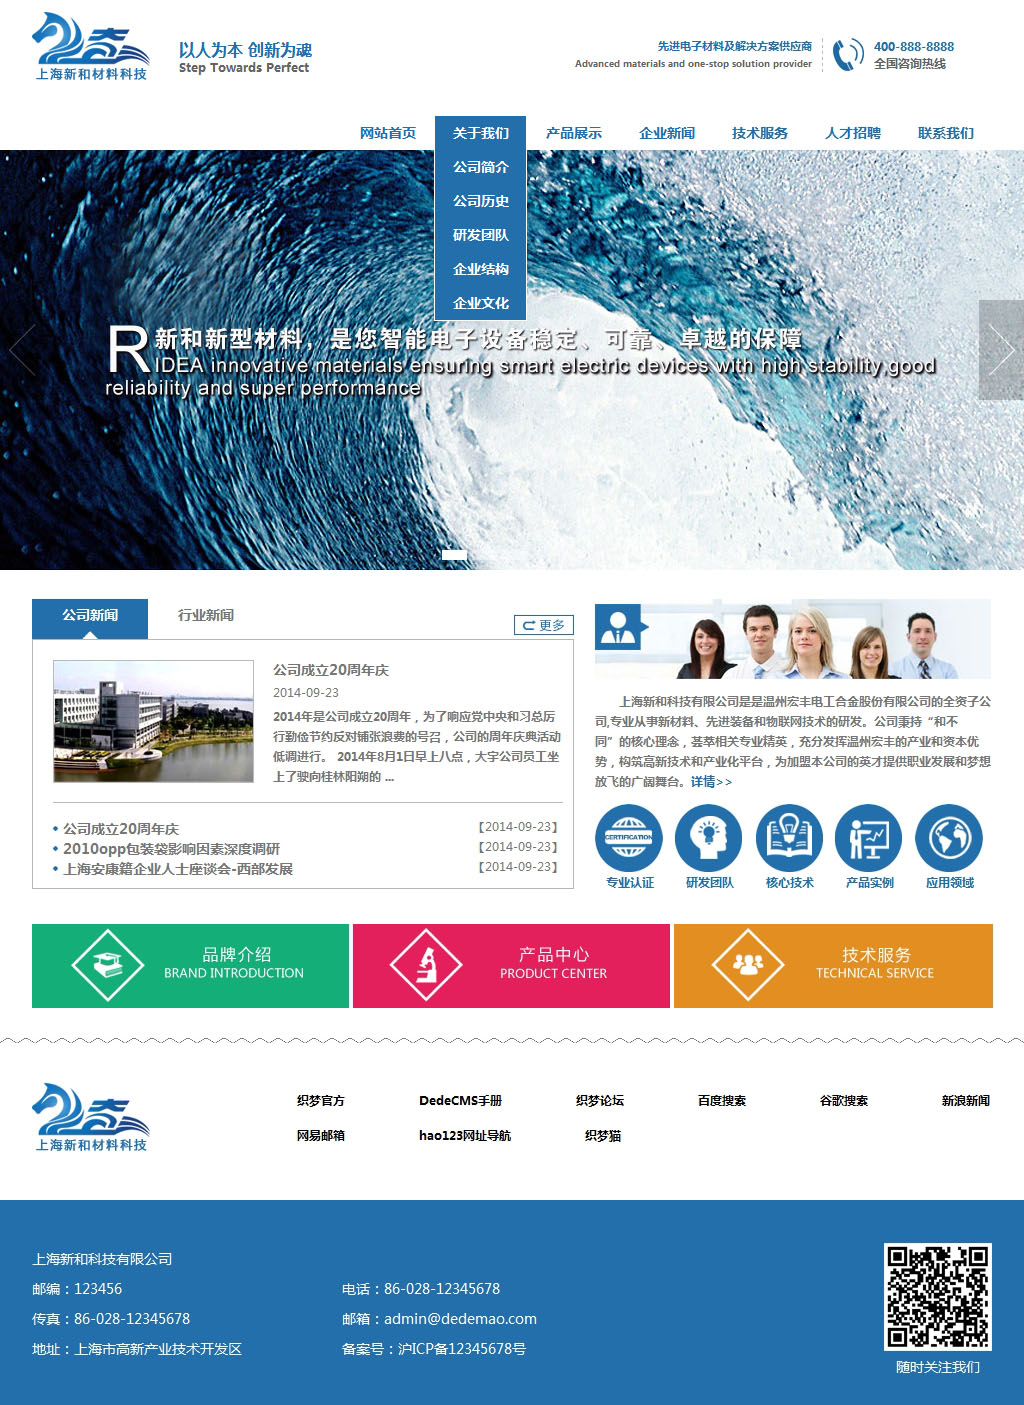 上海新和材料科技
以人为本 创新为魂
Step Towards Perfect
先进电子材料及解决方案供应商
Advanced materials and one-stop solution provider
400-888-8888
全国咨询热线
网站首页 关于我们 产品展示 企业新闻 技术服务 人才招聘 联系我们
公司简介
公司历史
研发团队
企业结构
企业文化
R 新和新型材料，是您智能电子设备稳定、可靠、卓越的保障
IDEA innovative materials ensuring smart electric devices with high stability,good
reliability and super performance
公司新闻 行业新闻 更多
公司成立20周年庆
2014-09-23
2014年是公司成立20周年，为了响应党中央和习总厉
行勤俭节约反对铺张浪费的号召，公司的周年庆典活动
低调进行。 2014年8月1日早上八点，大宇公司员工坐
上了驶向桂林阳朔的 ...
公司成立20周年庆 【2014-09-23】
2010opp包装袋影响因素深度调研 【2014-09-23】
上海安康籍企业人士座谈会-西部发展 【2014-09-23】
上海新和科技有限公司是是温州宏丰电工合金股份有限公司的全资子公
司,专业从事新材料、先进装备和物联网技术的研发。公司秉持“和不
同”的核心理念，荟萃相关专业精英，充分发挥温州宏丰的产业和资本优
势，构筑高新技术和产业化平台，为加盟本公司的英才提供职业发展和梦想
放飞的广阔舞台。详情>>
CERTIFICATION
专业认证 研发团队 核心技术 产品实例 应用领域
品牌介绍
BRAND INTRODUCTION
产品中心
PRODUCT CENTER
技术服务
TECHNICAL SERVICE
上海新和材料科技
织梦官方 DedeCMS手册 织梦论坛 百度搜索 谷歌搜索 新浪新闻
网易邮箱 hao123网址导航 织梦猫
上海新和科技有限公司
邮编：123456 电话：86-028-12345678
传真：86-028-12345678 邮箱：admin@dedemao.com
地址：上海市高新产业技术开发区 备案号：沪ICP备12345678号
随时关注我们